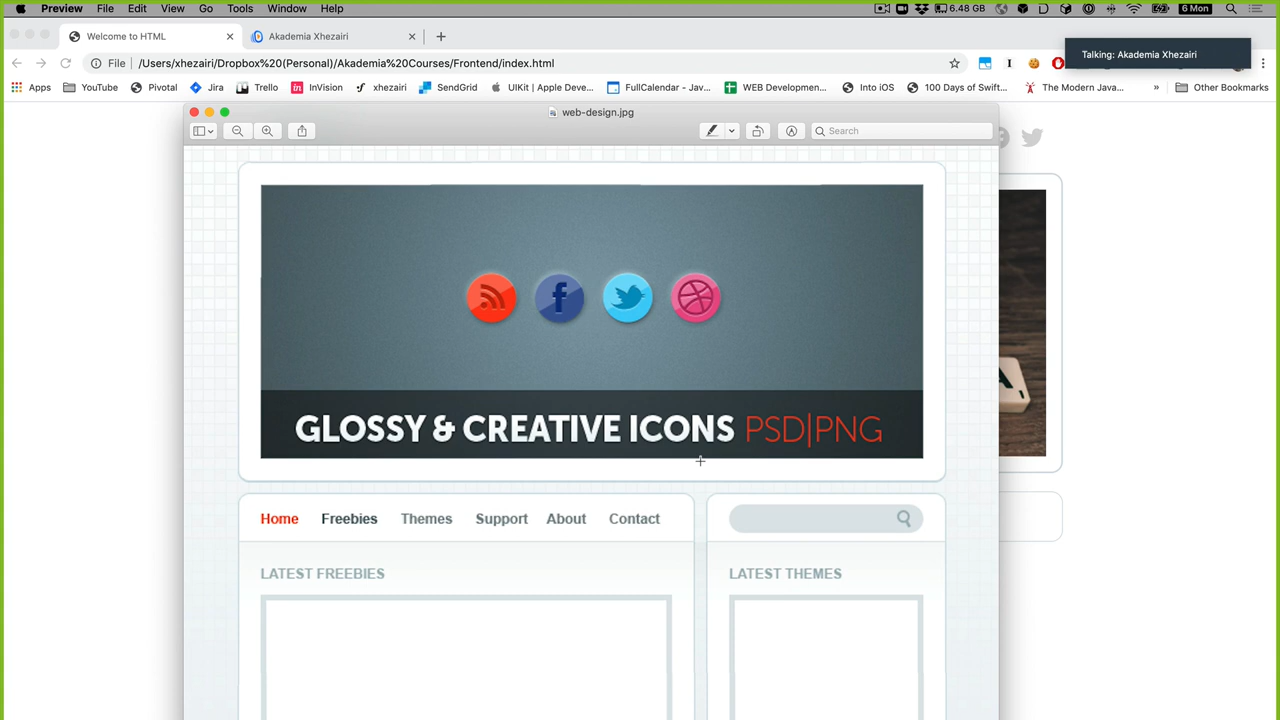 Preview File Edit View Go Tools Window Help 6.48 GB 6 Mon
Welcome to HTML Akademia Xhezairi
File /Users/xhezairi/Dropbox%20(Personal)/Akademia%20Courses/Frontend/index.html
Talking: Akademia Xhezairi
Apps YouTube Pivotal Jira Trello InVision xhezairi SendGrid UIKit | Apple Deve... FullCalendar - Jav... WEB Developmen... Into iOS 100 Days of Swift... The Modern Java... » Other Bookmarks
web-design.jpg
Search
GLOSSY & CREATIVE ICONS PSD|PNG
Home Freebies Themes Support About Contact
LATEST FREEBIES LATEST THEMES